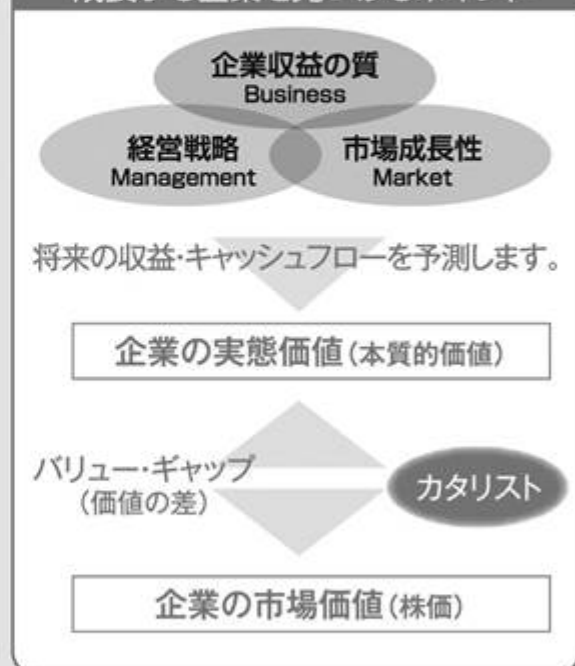 企業収益の質
Business
経営戦略
Management
市場成長性
Market
将来の収益・キャッシュフローを予測します。
企業の実態価値(本質的価値)
バリュー・ギャップ
(価値の差)
カタリスト
企業の市場価値(株価)